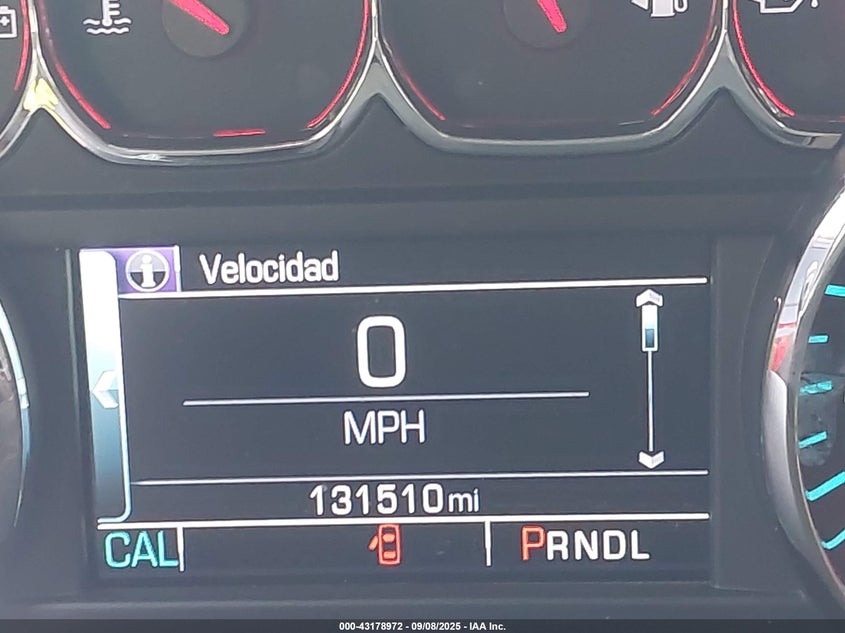 Velocidad
0
MPH
131510mi
CAL
PRNDL
000-43178972 - 09/08/2025 - IAA Inc.